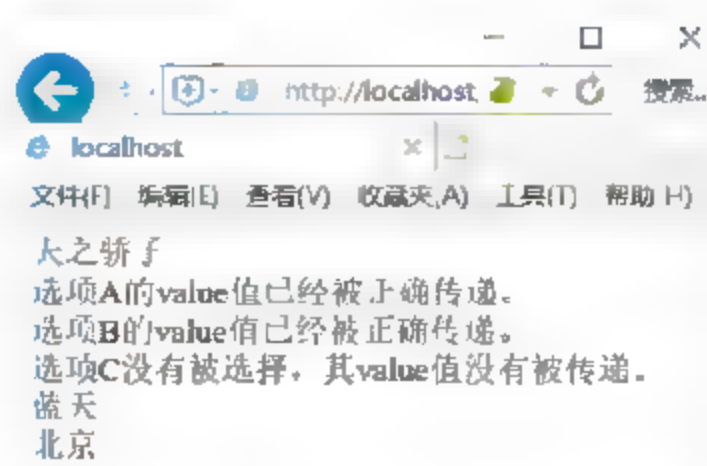 http://localhost 搜索...
localhost
文件(F) 编辑(E) 查看(V) 收藏夹(A) 工具(T) 帮助(H)
天之骄子
选项A的value值已经被正确传递。
选项B的value值已经被正确传递。
选项C没有被选择,其value值没有被传递。
蓝天
北京